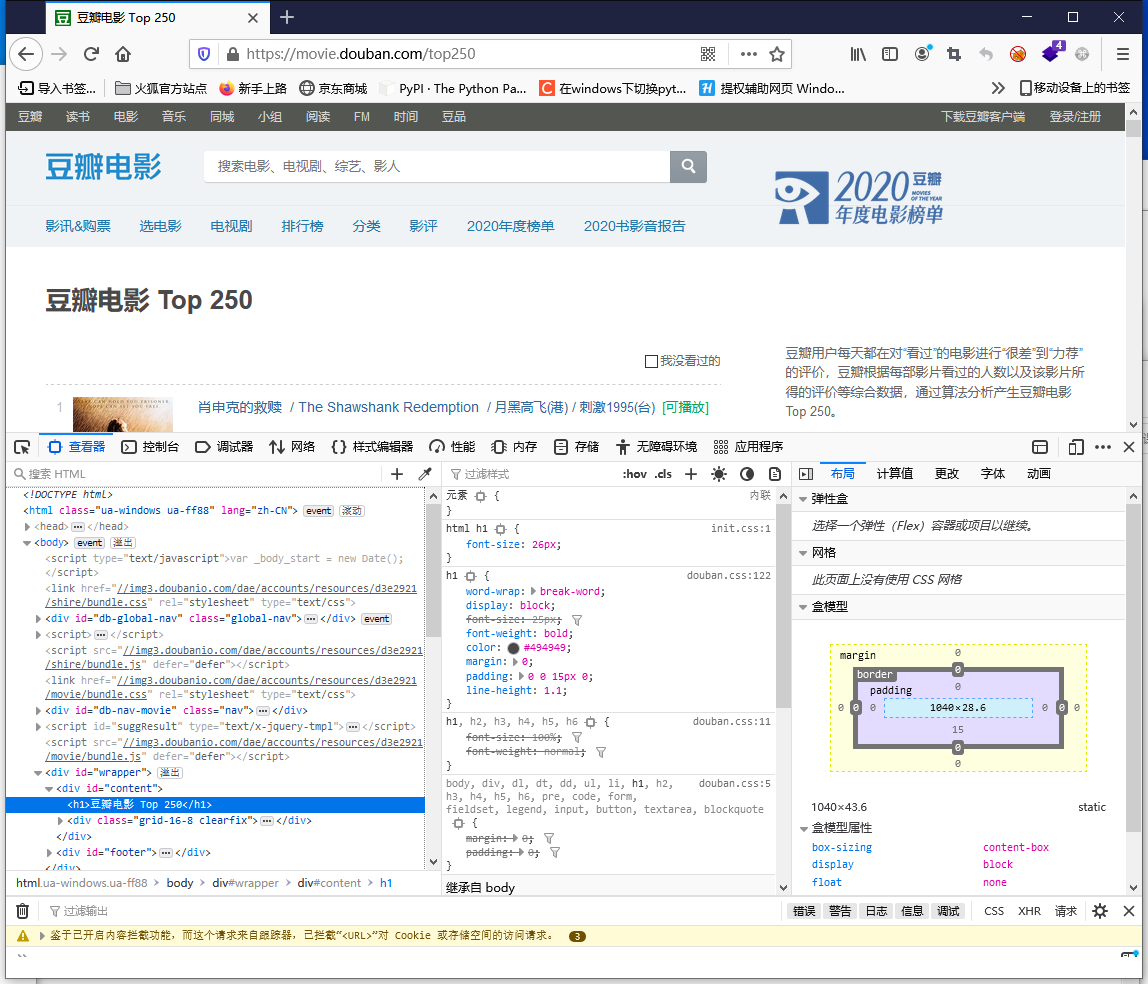 豆瓣电影 Top 250
https://movie.douban.com/top250
4
导入书签... 火狐官方站点 新手上路 京东商城 PyPI · The Python Pa... C 在windows下切换pyt... H 提权辅助网页 Windo... 移动设备上的书签
豆瓣 读书 电影 音乐 同城 小组 阅读 FM 时间 豆品 下载豆瓣客户端 登录/注册
豆瓣电影
搜索电影、电视剧、综艺、影人
2020 豆瓣
MOVIES OF THE YEAR
年度电影榜单
影讯&购票 选电影 电视剧 排行榜 分类 影评 2020年度榜单 2020书影音报告
豆瓣电影 Top 250
我没看过的
1
肖申克的救赎 / The Shawshank Redemption / 月黑高飞(港) / 刺激1995(台) [可播放]
豆瓣用户每天都在对“看过”的电影进行“很差”到“力荐”
的评价，豆瓣根据每部影片看过的人数以及该影片所
得的评价等综合数据，通过算法分析产生豆瓣电影
Top 250。
查看器 控制台 调试器 网络 样式编辑器 性能 内存 存储 无障碍环境 应用程序
搜索 HTML
<!DOCTYPE html>
<html class="ua-windows ua-ff88" lang="zh-CN"> event 滚动
<head> ••• </head>
<body> event 溢出
<script type="text/javascript">var _body_start = new Date();
</script>
<link href="//img3.doubanio.com/dae/accounts/resources/d3e2921
/shire/bundle.css" rel="stylesheet" type="text/css">
<div id="db-global-nav" class="global-nav"> ••• </div> event
<script> ••• </script>
<script src="//img3.doubanio.com/dae/accounts/resources/d3e2921
/shire/bundle.js" defer="defer"></script>
<link href="//img3.doubanio.com/dae/accounts/resources/d3e2921
/movie/bundle.css" rel="stylesheet" type="text/css">
<div id="db-nav-movie" class="nav"> ••• </div>
<script id="suggResult" type="text/x-jquery-tmpl"> ••• </script>
<script src="//img3.doubanio.com/dae/accounts/resources/d3e2921
/movie/bundle.js" defer="defer"></script>
<div id="wrapper"> 溢出
<div id="content">
<h1>豆瓣电影 Top 250</h1>
<div class="grid-16-8 clearfix"> ••• </div>
</div>
<div id="footer"> ••• </div>
</div>
html.ua-windows.ua-ff88 > body > div#wrapper > div#content > h1
过滤样式 :hov .cls
元素 { 内联
}
html h1 { init.css:1
font-size: 26px;
}
h1 { douban.css:122
word-wrap: break-word;
display: block;
font-size: 25px;
font-weight: bold;
color: #494949;
margin: 0;
padding: 0 0 15px 0;
line-height: 1.1;
}
h1, h2, h3, h4, h5, h6 { douban.css:11
font-size: 100%;
font-weight: normal;
}
body, div, dl, dt, dd, ul, li, h1, h2, douban.css:5
h3, h4, h5, h6, pre, code, form,
fieldset, legend, input, button, textarea, blockquote
{
margin: 0;
padding: 0;
}
继承自 body
布局 计算值 更改 字体 动画
弹性盒
选择一个弹性（Flex）容器或项目以继续。
网格
此页面上没有使用 CSS 网格
盒模型
margin 0
border 0
padding 0
0 0 0 1040×28.6 0 0 0
15
0
0
1040×43.6 static
盒模型属性
box-sizing content-box
display block
float none
过滤输出 错误 警告 日志 信息 调试 CSS XHR 请求
鉴于已开启内容拦截功能，而这个请求来自跟踪器，已拦截“<URL>”对 Cookie 或存储空间的访问请求。 3